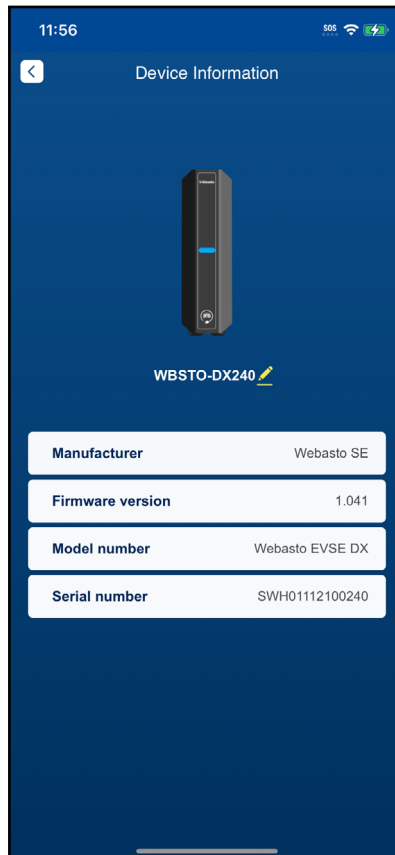 11:56
SOS
Device Information
WBSTO-DX240
Manufacturer Webasto SE
Firmware version 1.041
Model number Webasto EVSE DX
Serial number SWH01112100240